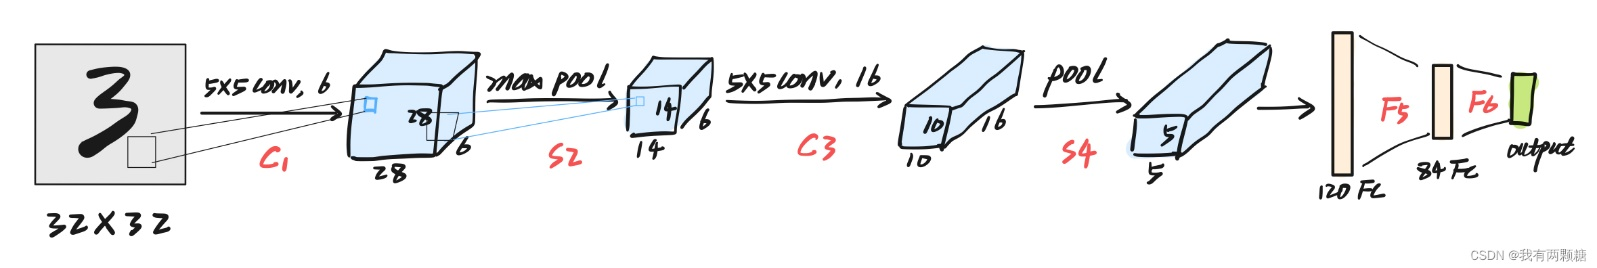 3
32X32
5X5 conv, 6
C1
28
6
28
max pool
S2
14
6
14
5X5 conv, 16
C3
10
16
10
pool
S4
5
5
120 FC
F5
84 FC
F6
output
CSDN @我有两颗糖